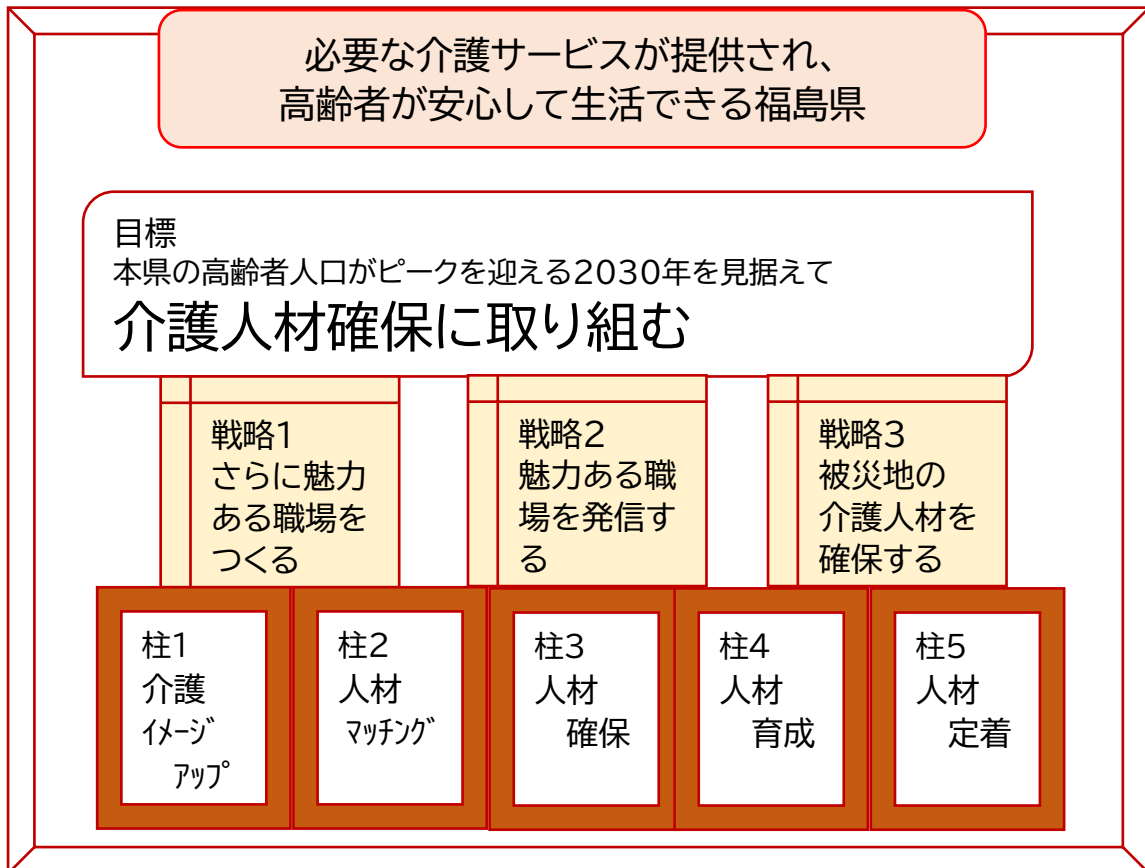 必要な介護サービスが提供され、
高齢者が安心して生活できる福島県
目標
本県の高齢者人口がピークを迎える2030年を見据えて
介護人材確保に取り組む
戦略1
さらに魅力
ある職場を
つくる
戦略2
魅力ある職
場を発信す
る
戦略3
被災地の
介護人材を
確保する
柱1
介護
ｲﾒｰｼﾞ
ｱｯﾌﾟ
柱2
人材
ﾏｯﾁﾝｸﾞ
柱3
人材
確保
柱4
人材
育成
柱5
人材
定着